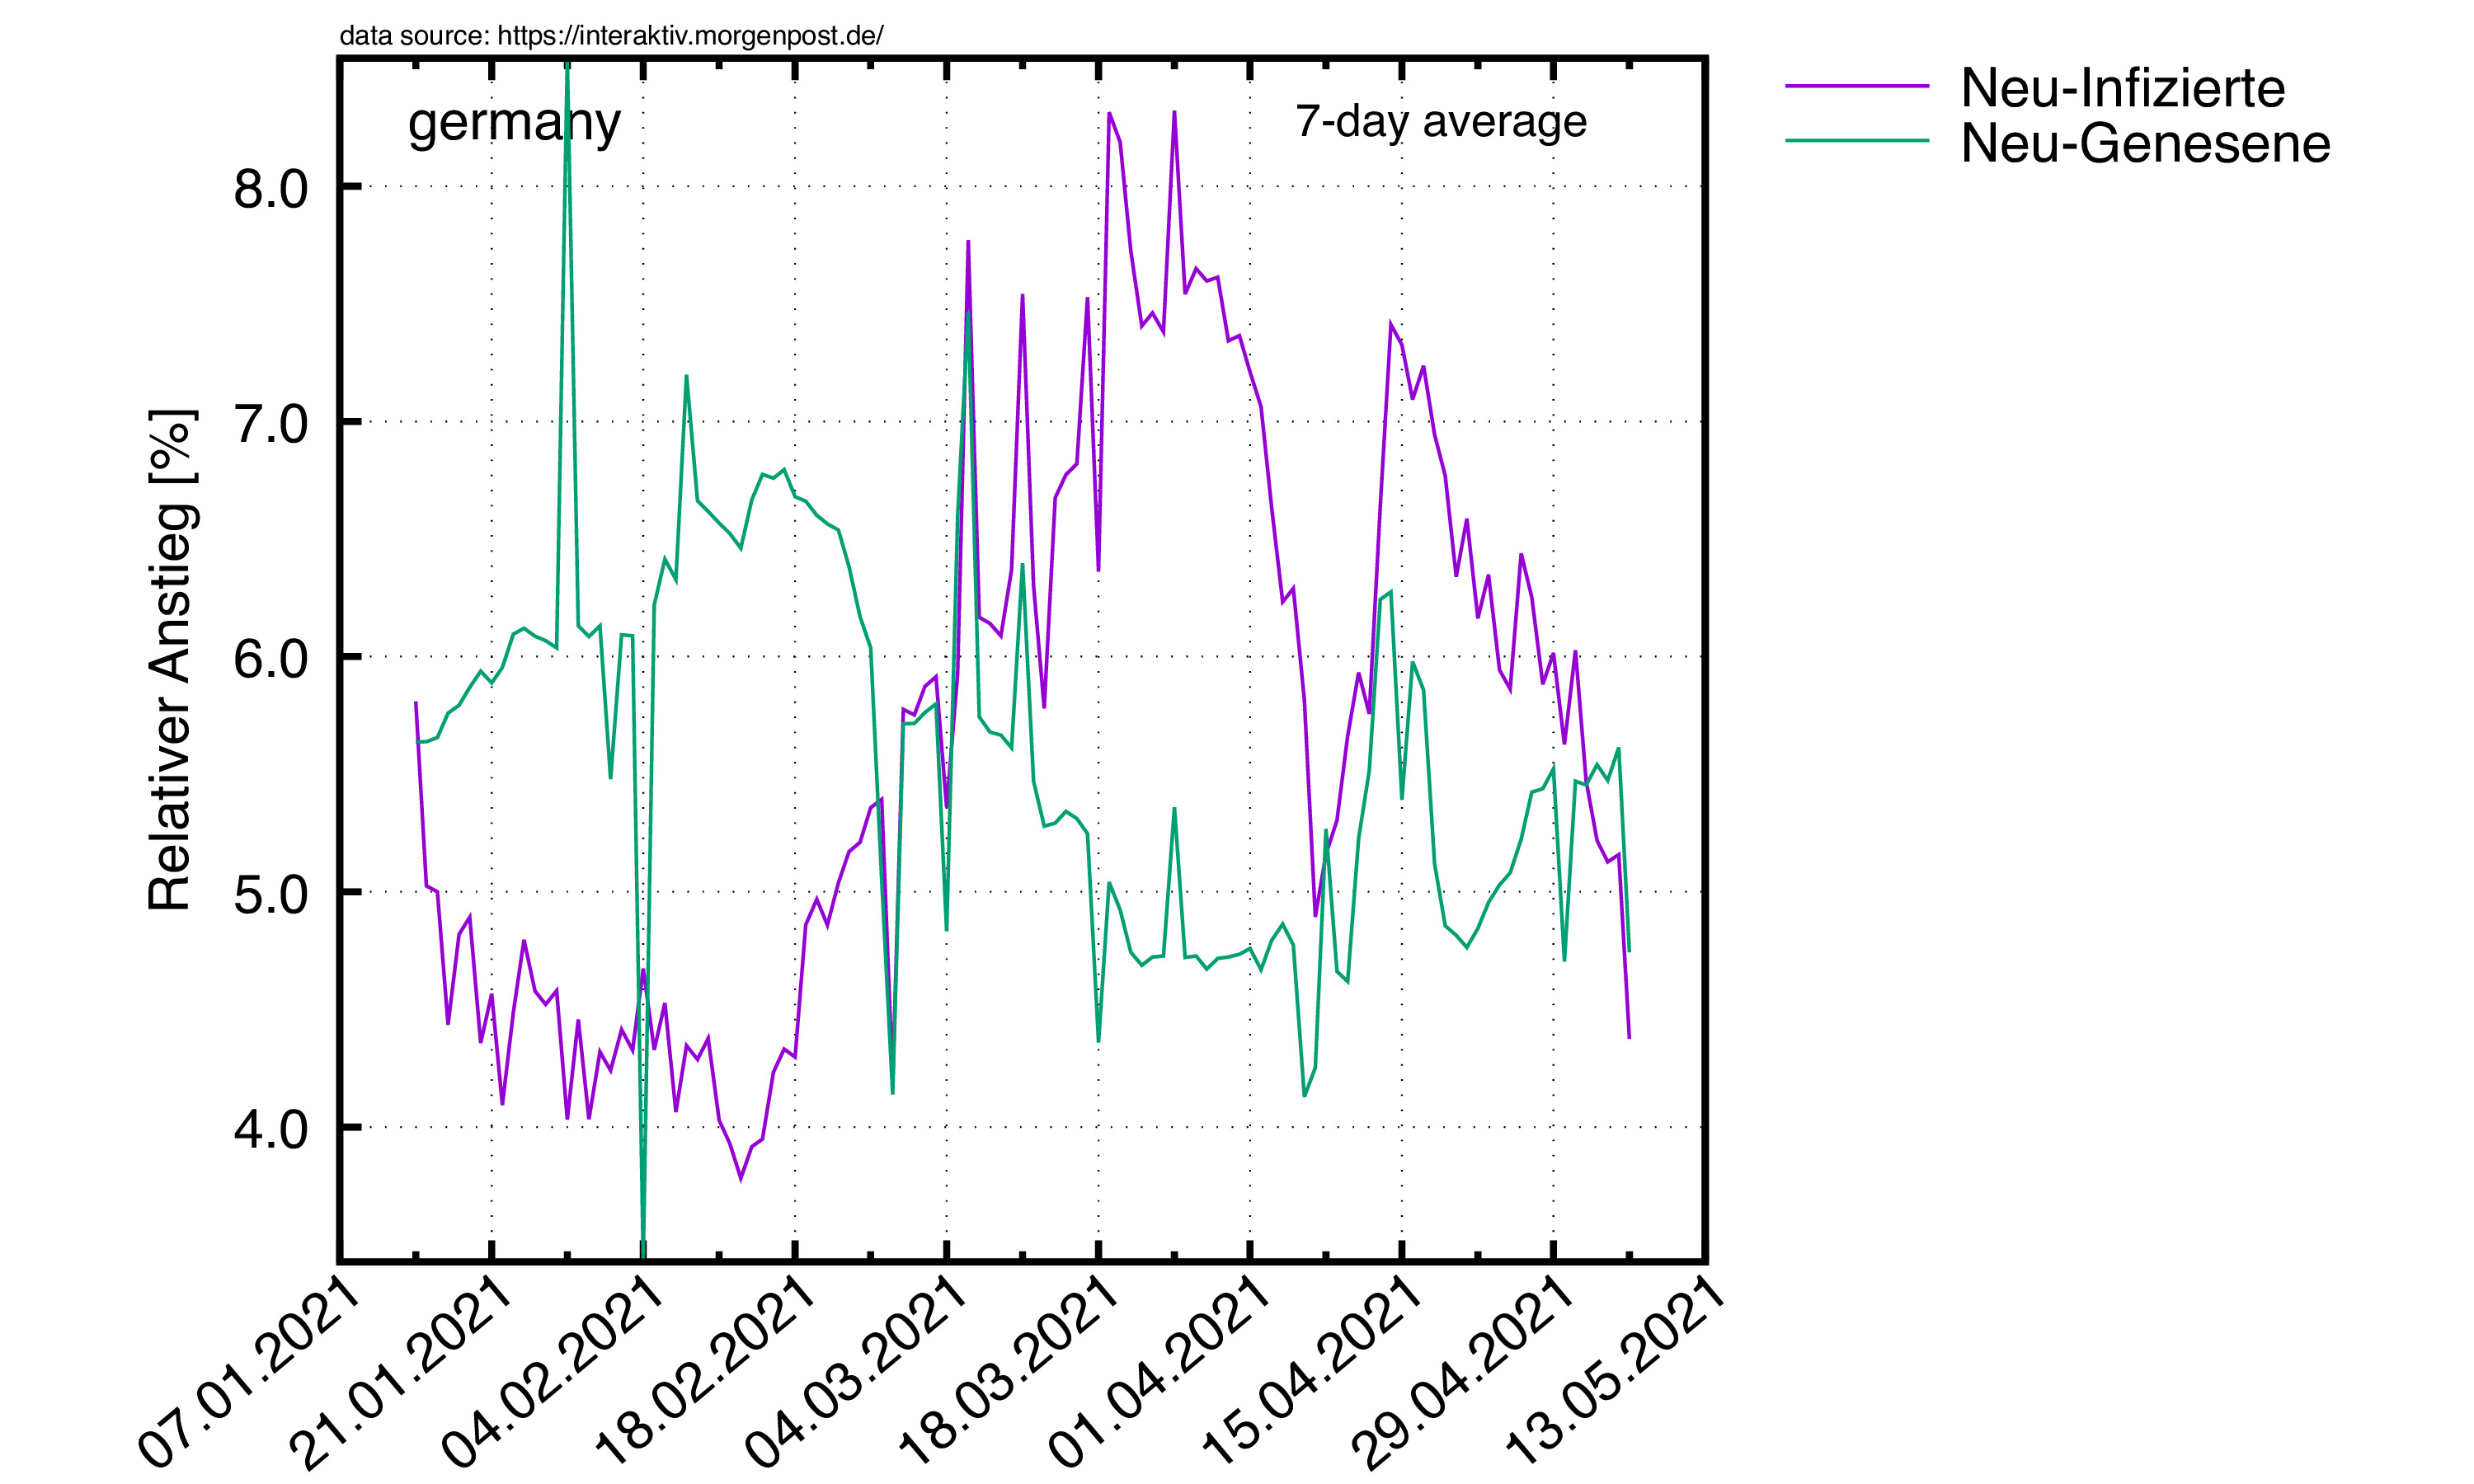 data source: https://interaktiv.morgenpost.de/
germany
7-day average
Neu-Infizierte
Neu-Genesene
Relativer Anstieg [%]
8.0
7.0
6.0
5.0
4.0
07.01.2021
21.01.2021
04.02.2021
18.02.2021
04.03.2021
18.03.2021
01.04.2021
15.04.2021
29.04.2021
13.05.2021